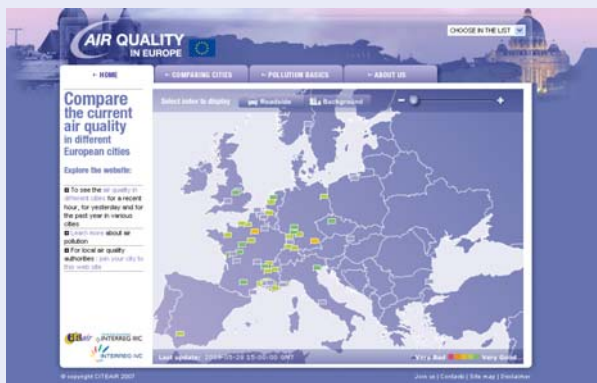 AIR QUALITY
IN EUROPE
CHOOSE IN THE LIST
HOME
COMPARING CITIES
POLLUTION BASICS
ABOUT US
Compare
the current
air quality
in different
European cities
Explore the website:
To see the air quality in
different cities for a recent
hour, for yesterday and for
the past year in various
cities
Learn more about air
pollution
For local air quality
authorities : join your city to
this web site
Select index to display
Roadside
Background
INTERREG IIIC
INTERREG IVC
Last update:
GMT
Very Bad
Very Good
© copyright CITEAIR 2007
Join us | Contacts | Site map | Disclaimer